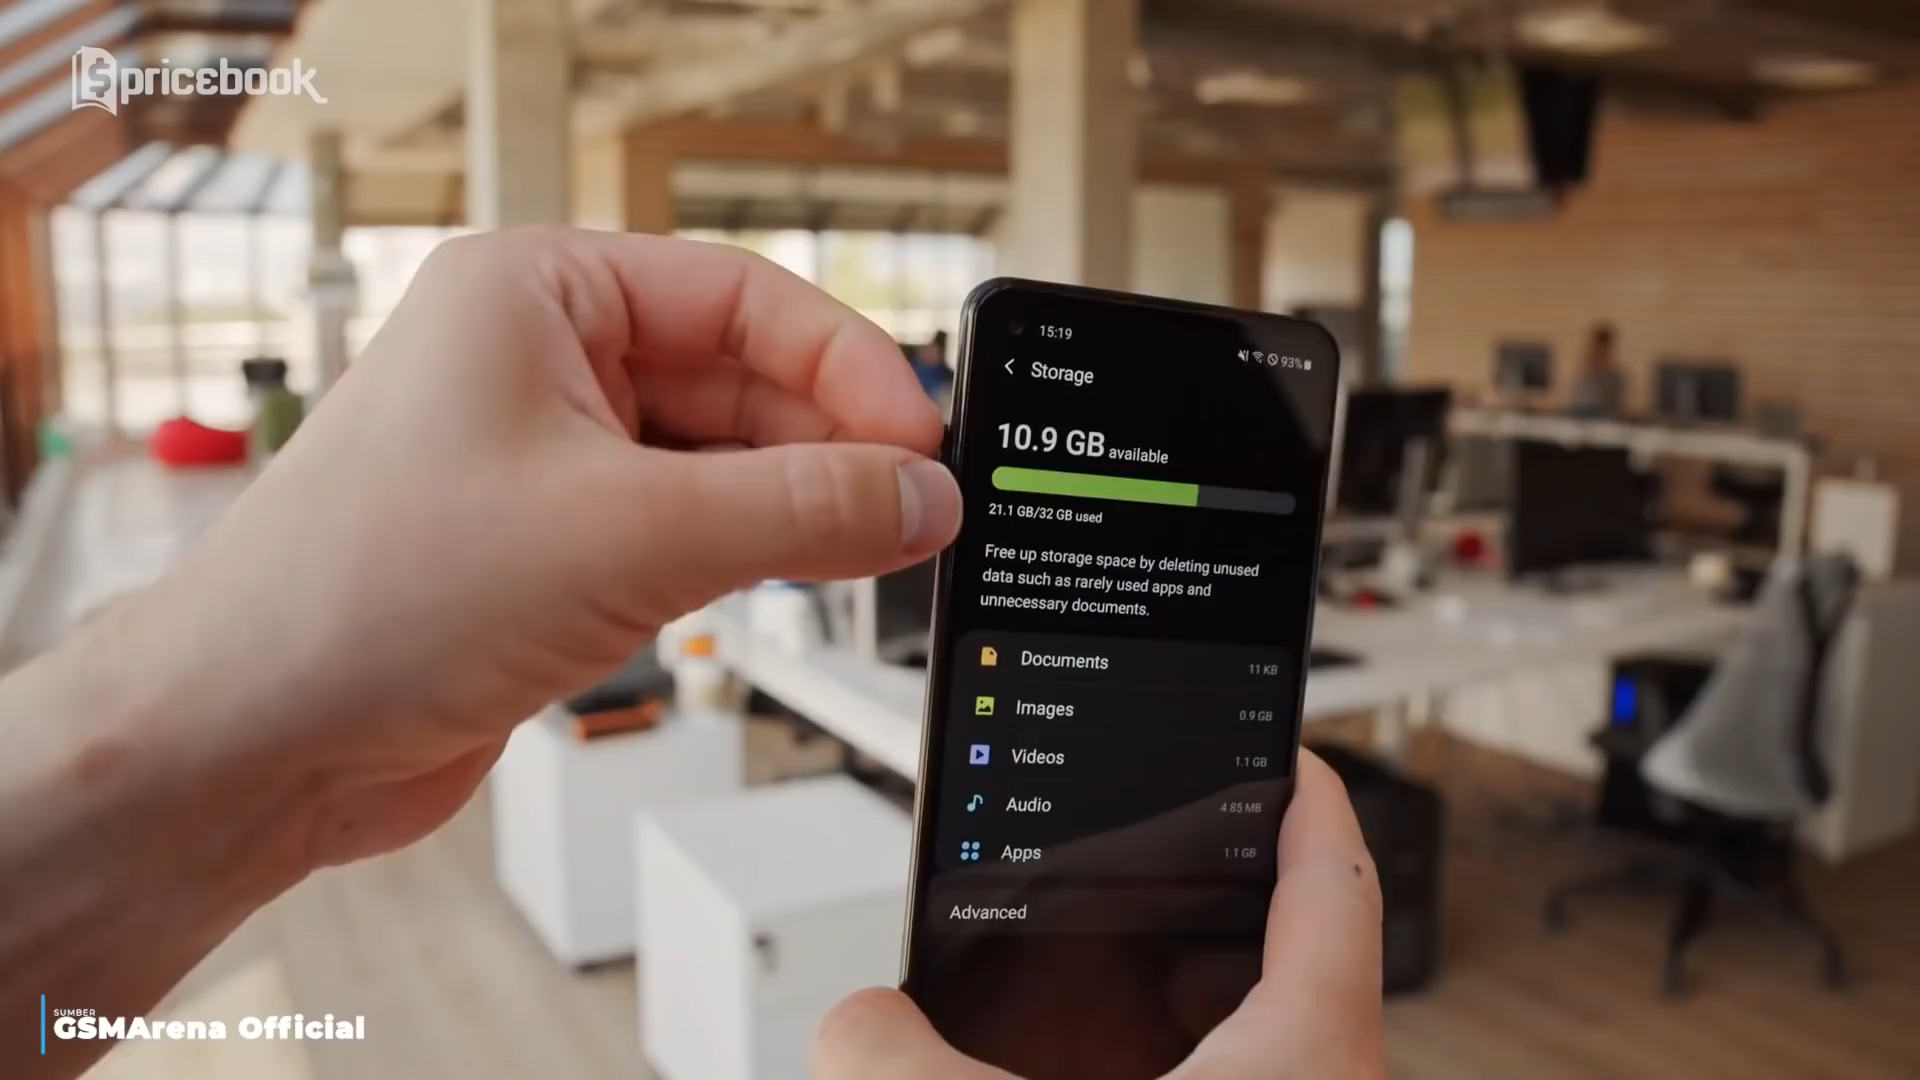 pricebook
15:19
93%
Storage
10.9 GB available
21.1 GB/32 GB used
Free up storage space by deleting unused
data such as rarely used apps and
unnecessary documents.
Documents 11 KB
Images 0.9 GB
Videos 1.1 GB
Audio 4.85 MB
Apps 1.1 GB
Advanced
SUMBER
GSMArena Official